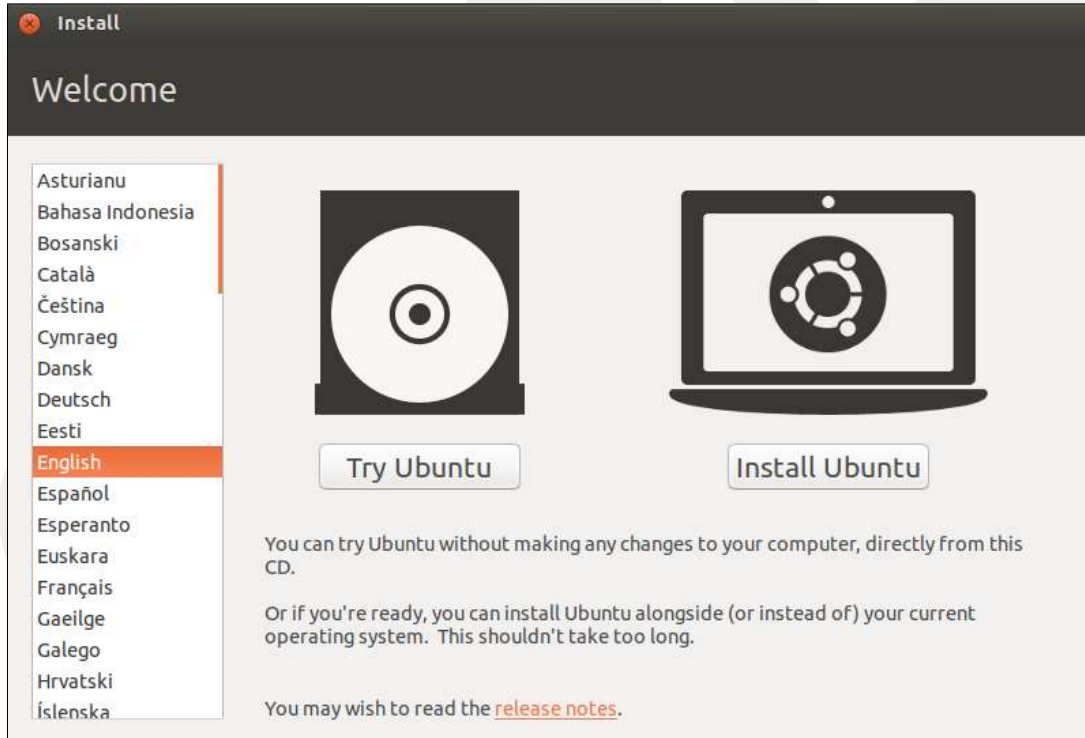 Install
Welcome
Asturianu
Bahasa Indonesia
Bosanski
Català
Čeština
Cymraeg
Dansk
Deutsch
Eesti
English
Español
Esperanto
Euskara
Français
Gaeilge
Galego
Hrvatski
Íslenska
Try Ubuntu
Install Ubuntu
You can try Ubuntu without making any changes to your computer, directly from this
CD.
Or if you're ready, you can install Ubuntu alongside (or instead of) your current
operating system. This shouldn't take too long.
You may wish to read the release notes.